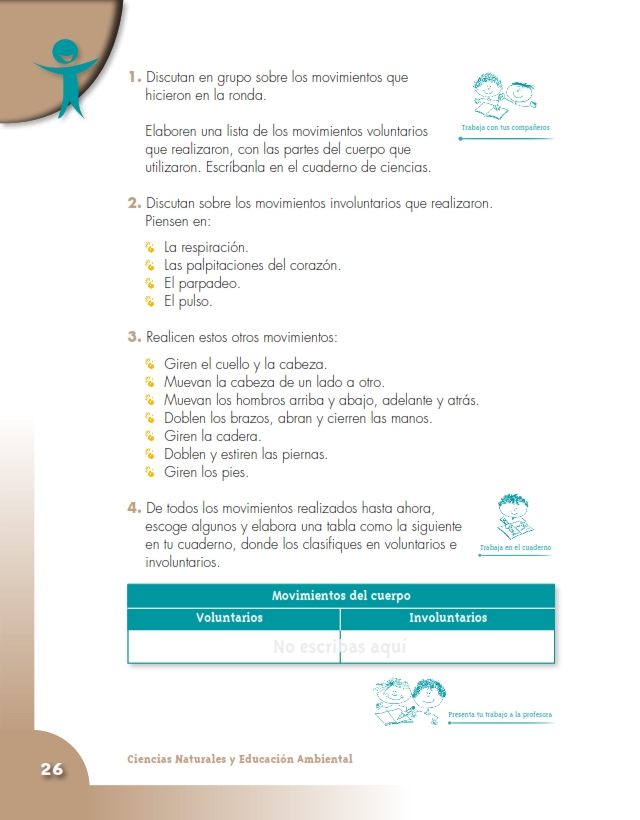 1. Discutan en grupo sobre los movimientos que
hicieron en la ronda.
Trabaja con tus compañeros
Elaboren una lista de los movimientos voluntarios
que realizaron, con las partes del cuerpo que
utilizaron. Escríbanla en el cuaderno de ciencias.
2. Discutan sobre los movimientos involuntarios que realizaron.
Piensen en:
La respiración.
Las palpitaciones del corazón.
El parpadeo.
El pulso.
3. Realicen estos otros movimientos:
Giren el cuello y la cabeza.
Muevan la cabeza de un lado a otro.
Muevan los hombros arriba y abajo, adelante y atrás.
Doblen los brazos, abran y cierren las manos.
Giren la cadera.
Doblen y estiren las piernas.
Giren los pies.
4. De todos los movimientos realizados hasta ahora,
escoge algunos y elabora una tabla como la siguiente
en tu cuaderno, donde los clasifiques en voluntarios e
involuntarios.
Trabaja en el cuaderno
Movimientos del cuerpo
Voluntarios Involuntarios
No escribas aquí
Presenta tu trabajo a la profesora
Ciencias Naturales y Educación Ambiental
26